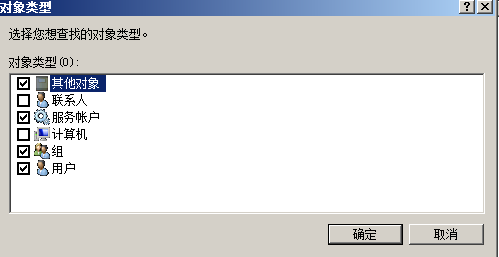 对象类型
选择您想查找的对象类型。
对象类型(O):
其他对象
联系人
服务帐户
计算机
组
用户
确定
取消